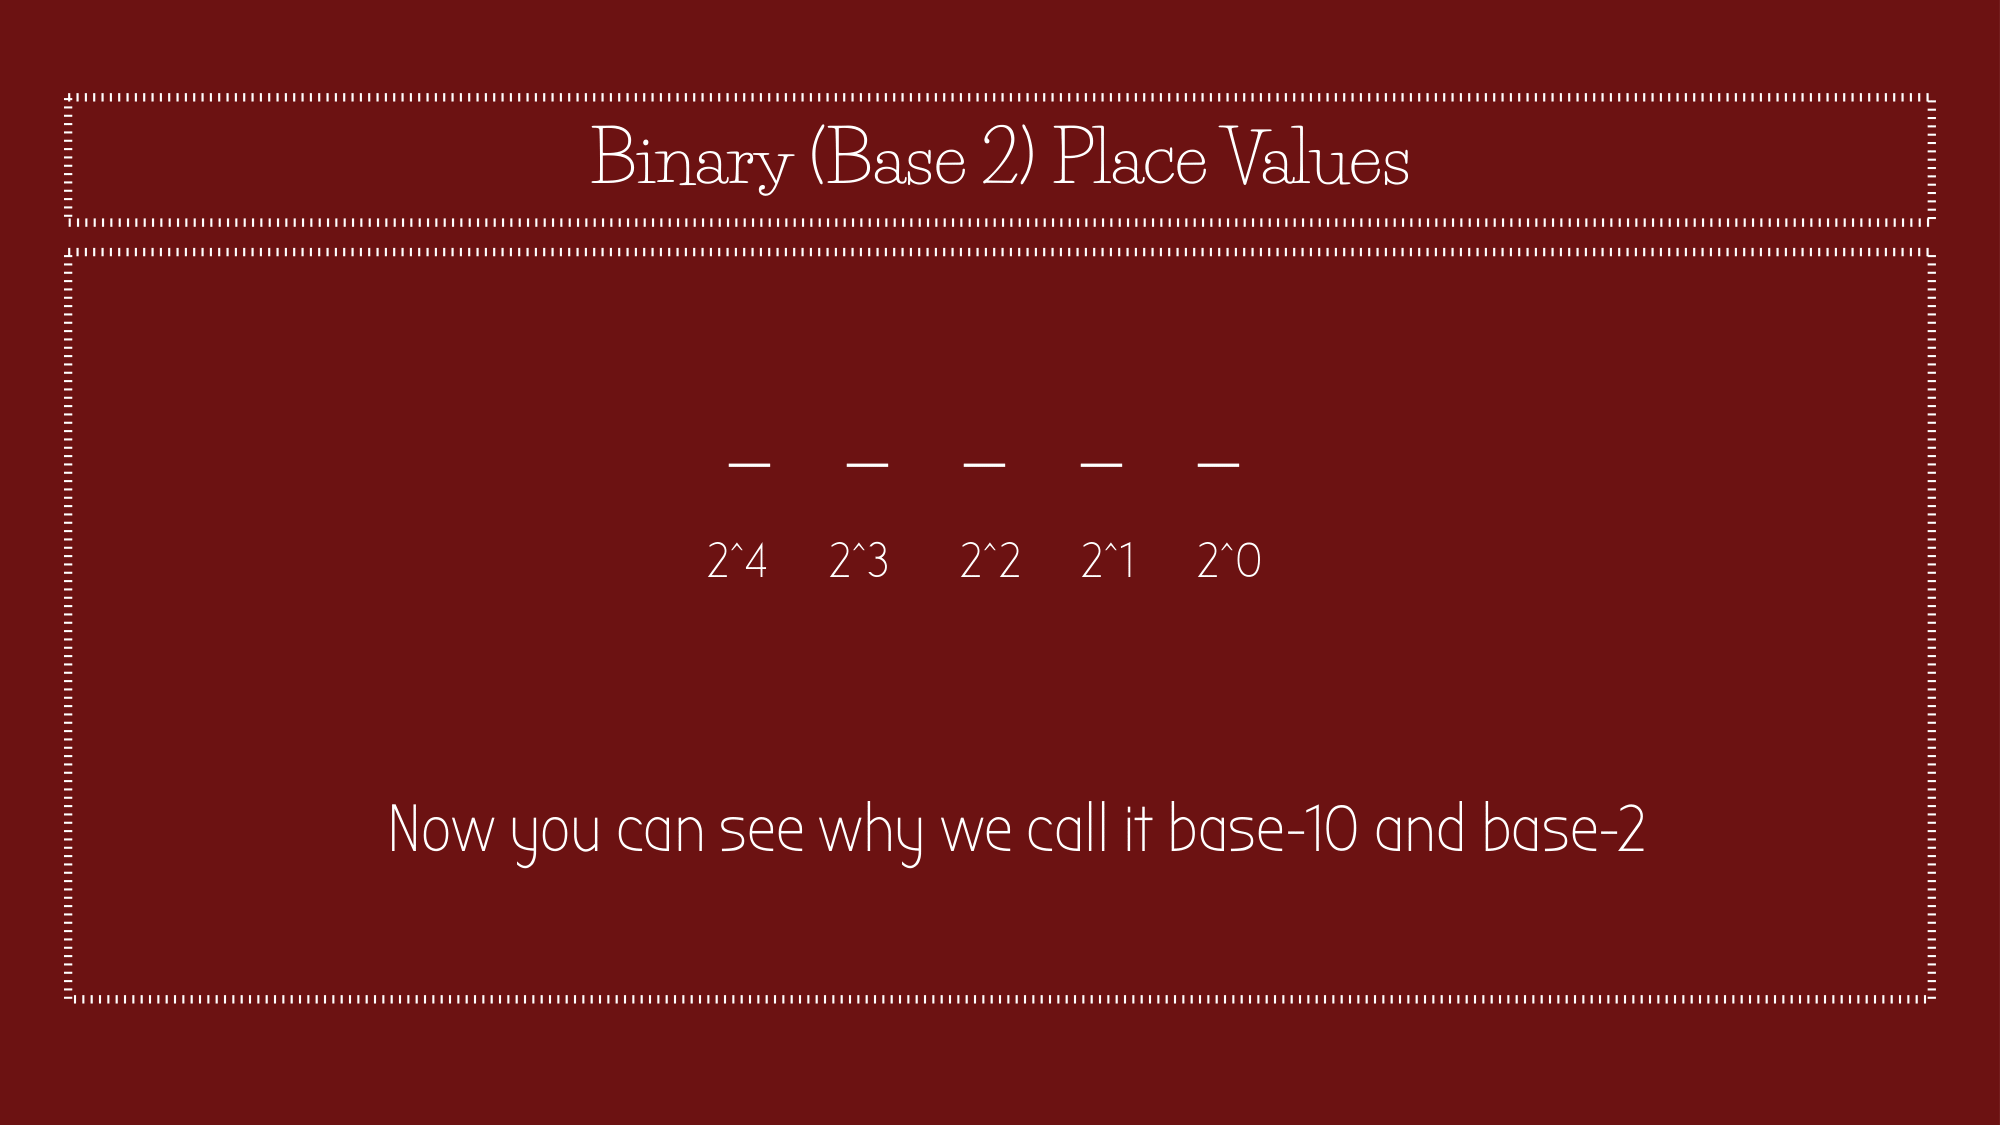 Binary (Base 2) Place Values
_ _ _ _ _
2^4 2^3 2^2 2^1 2^0
Now you can see why we call it base-10 and base-2